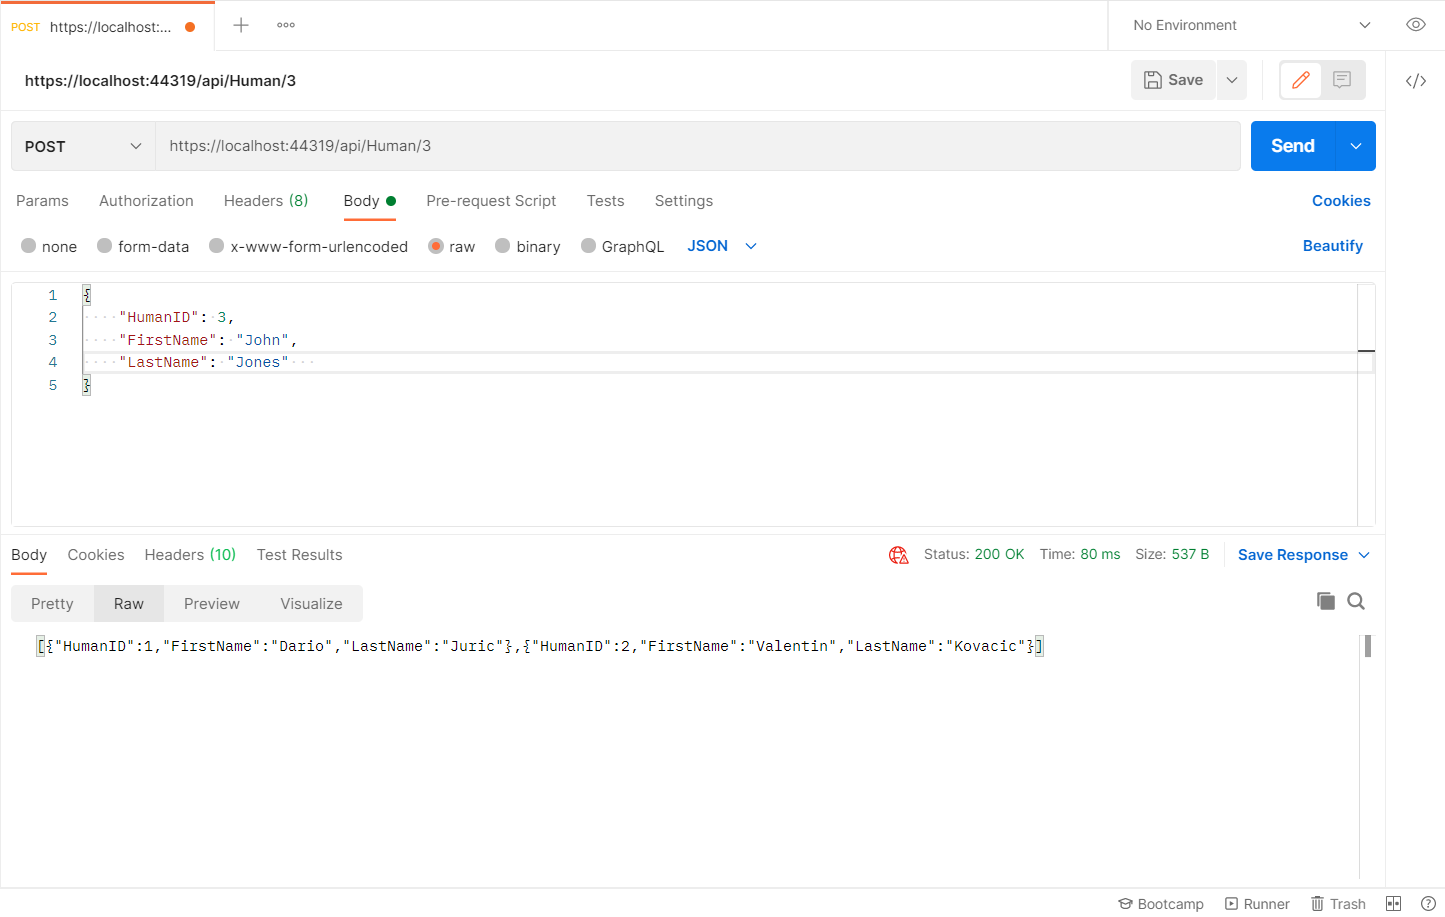 POST https://localhost:... No Environment
https://localhost:44319/api/Human/3 Save
POST https://localhost:44319/api/Human/3 Send
Params Authorization Headers (8) Body Pre-request Script Tests Settings Cookies
none form-data x-www-form-urlencoded raw binary GraphQL JSON Beautify
1 {
2 "HumanID": 3,
3 "FirstName": "John",
4 "LastName": "Jones"
5 }
Body Cookies Headers (10) Test Results Status: 200 OK Time: 80 ms Size: 537 B Save Response
Pretty Raw Preview Visualize
[{"HumanID":1,"FirstName":"Dario","LastName":"Juric"},{"HumanID":2,"FirstName":"Valentin","LastName":"Kovacic"}]
Bootcamp Runner Trash